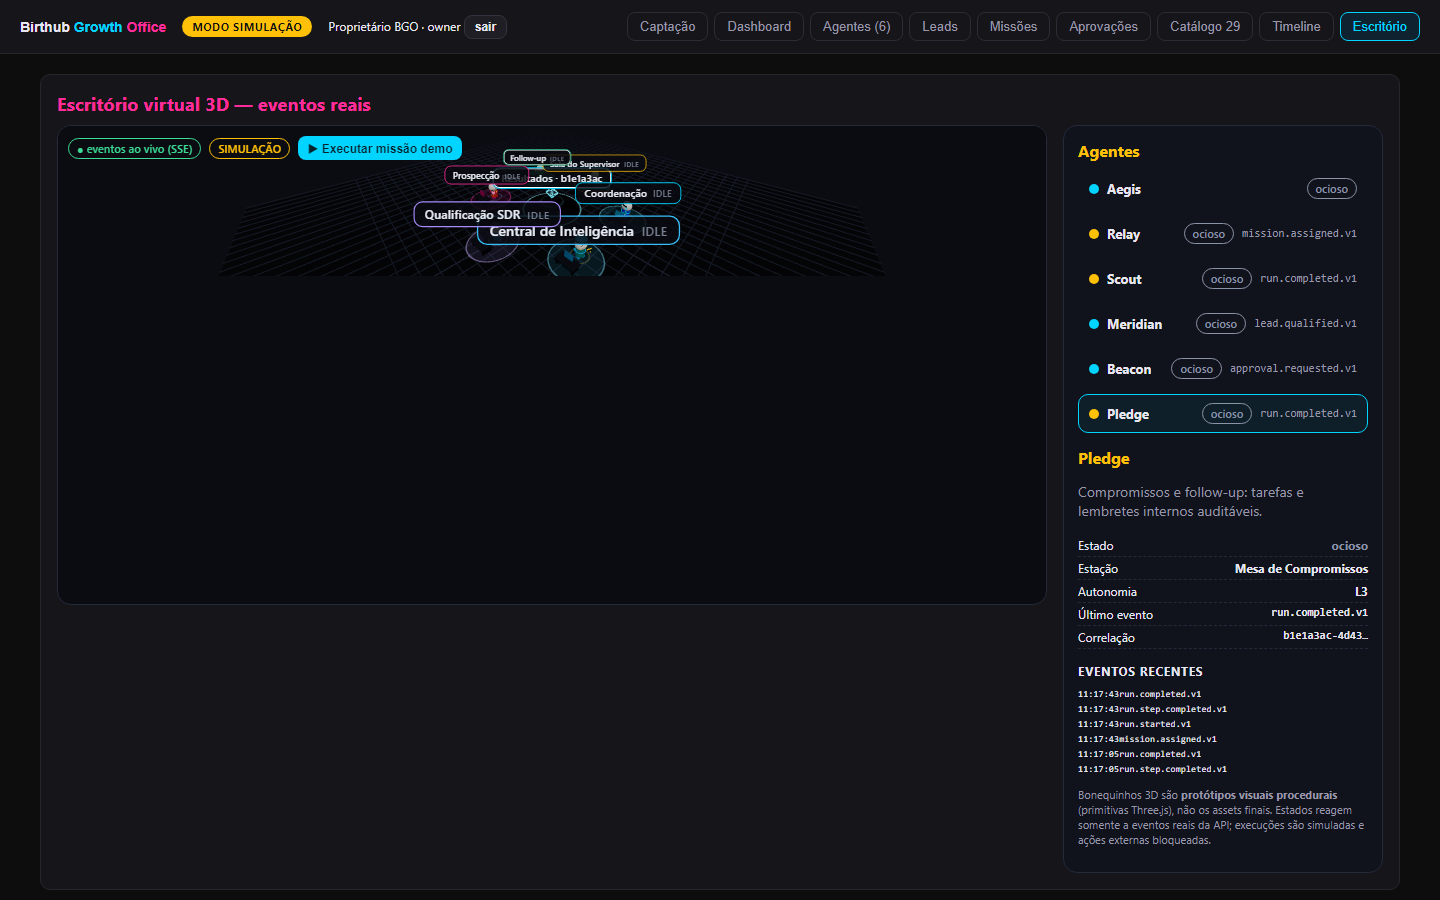 Birthub Growth Office
MODO SIMULAÇÃO
Proprietário BGO · owner
sair
Captação
Dashboard
Agentes (6)
Leads
Missões
Aprovações
Catálogo 29
Timeline
Escritório
Escritório virtual 3D — eventos reais
● eventos ao vivo (SSE)
SIMULAÇÃO
▶ Executar missão demo
Follow-up IDLE
do Supervisor IDLE
Prospecção IDLE
tados · b1e1a3ac
Coordenação IDLE
Qualificação SDR IDLE
Central de Inteligência IDLE
Agentes
Aegis ocioso
Relay ocioso mission.assigned.v1
Scout ocioso run.completed.v1
Meridian ocioso lead.qualified.v1
Beacon ocioso approval.requested.v1
Pledge ocioso run.completed.v1
Pledge
Compromissos e follow-up: tarefas e
lembretes internos auditáveis.
Estado ocioso
Estação Mesa de Compromissos
Autonomia L3
Último evento run.completed.v1
Correlação b1e1a3ac-4d43…
EVENTOS RECENTES
11:17:43run.completed.v1
11:17:43run.step.completed.v1
11:17:43run.started.v1
11:17:43mission.assigned.v1
11:17:05run.completed.v1
11:17:05run.step.completed.v1
Bonequinhos 3D são protótipos visuais procedurais
(primitivas Three.js), não os assets finais. Estados reagem
somente a eventos reais da API; execuções são simuladas e
ações externas bloqueadas.